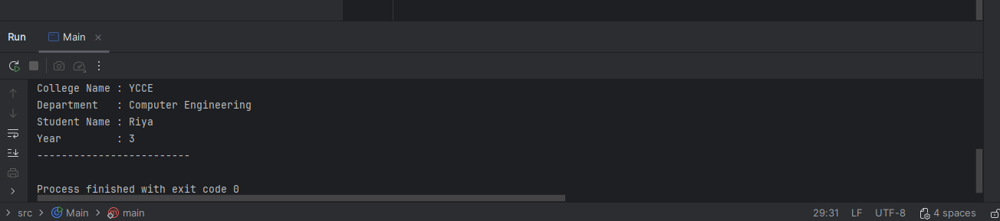 Run Main
College Name : YCCE
Department   : Computer Engineering
Student Name : Riya
Year         : 3
-------------------------
Process finished with exit code 0
src Main main 29:31 LF UTF-8 4 spaces